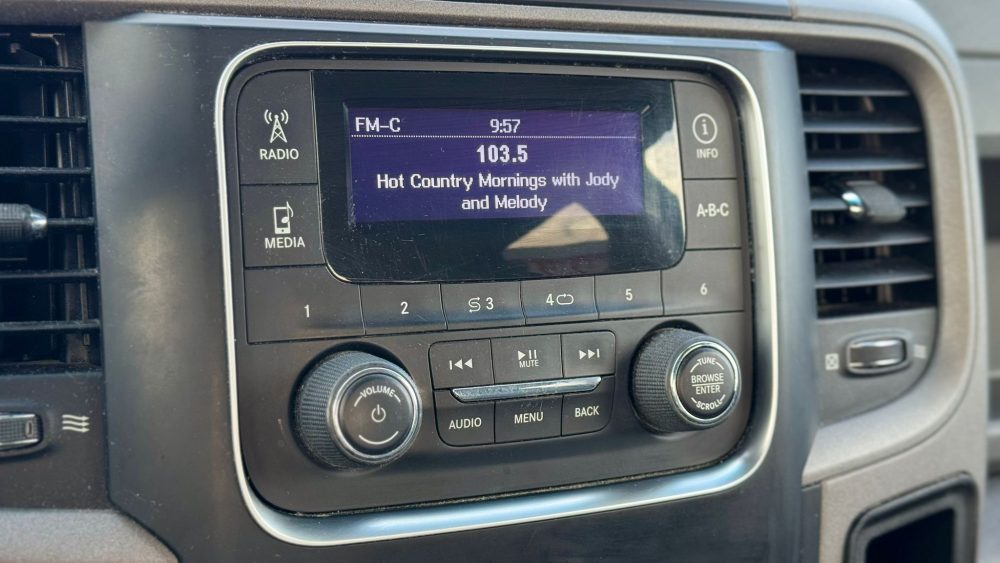 FM-C 9:57
103.5
Hot Country Mornings with Jody
and Melody
RADIO
MEDIA
INFO
A·B·C
1 2 3 4 5 6
MUTE
AUDIO MENU BACK
VOLUME
TUNE
BROWSE
ENTER
SCROLL